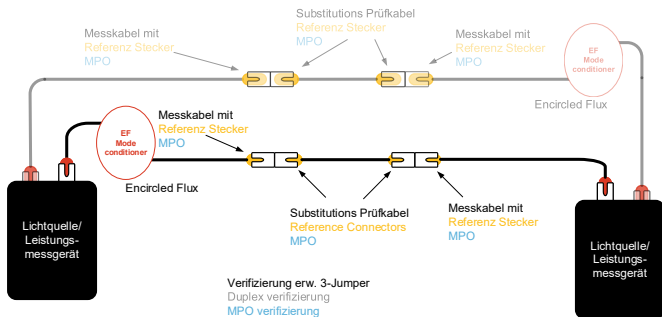 Substitutions Prüfkabel
Referenz Stecker
MPO
Messkabel mit
Referenz Stecker
MPO
Messkabel mit
Referenz Stecker
MPO
EF
Mode
conditioner
Encircled Flux
EF
Mode
conditioner
Encircled Flux
Messkabel mit
Referenz Stecker
MPO
Substitutions Prüfkabel
Reference Connectors
MPO
Messkabel mit
Referenz Stecker
MPO
Lichtquelle/
Leistungs-
messgerät
Lichtquelle/
Leistungs-
messgerät
Verifizierung erw. 3-Jumper
Duplex verifizierung
MPO verifizierung